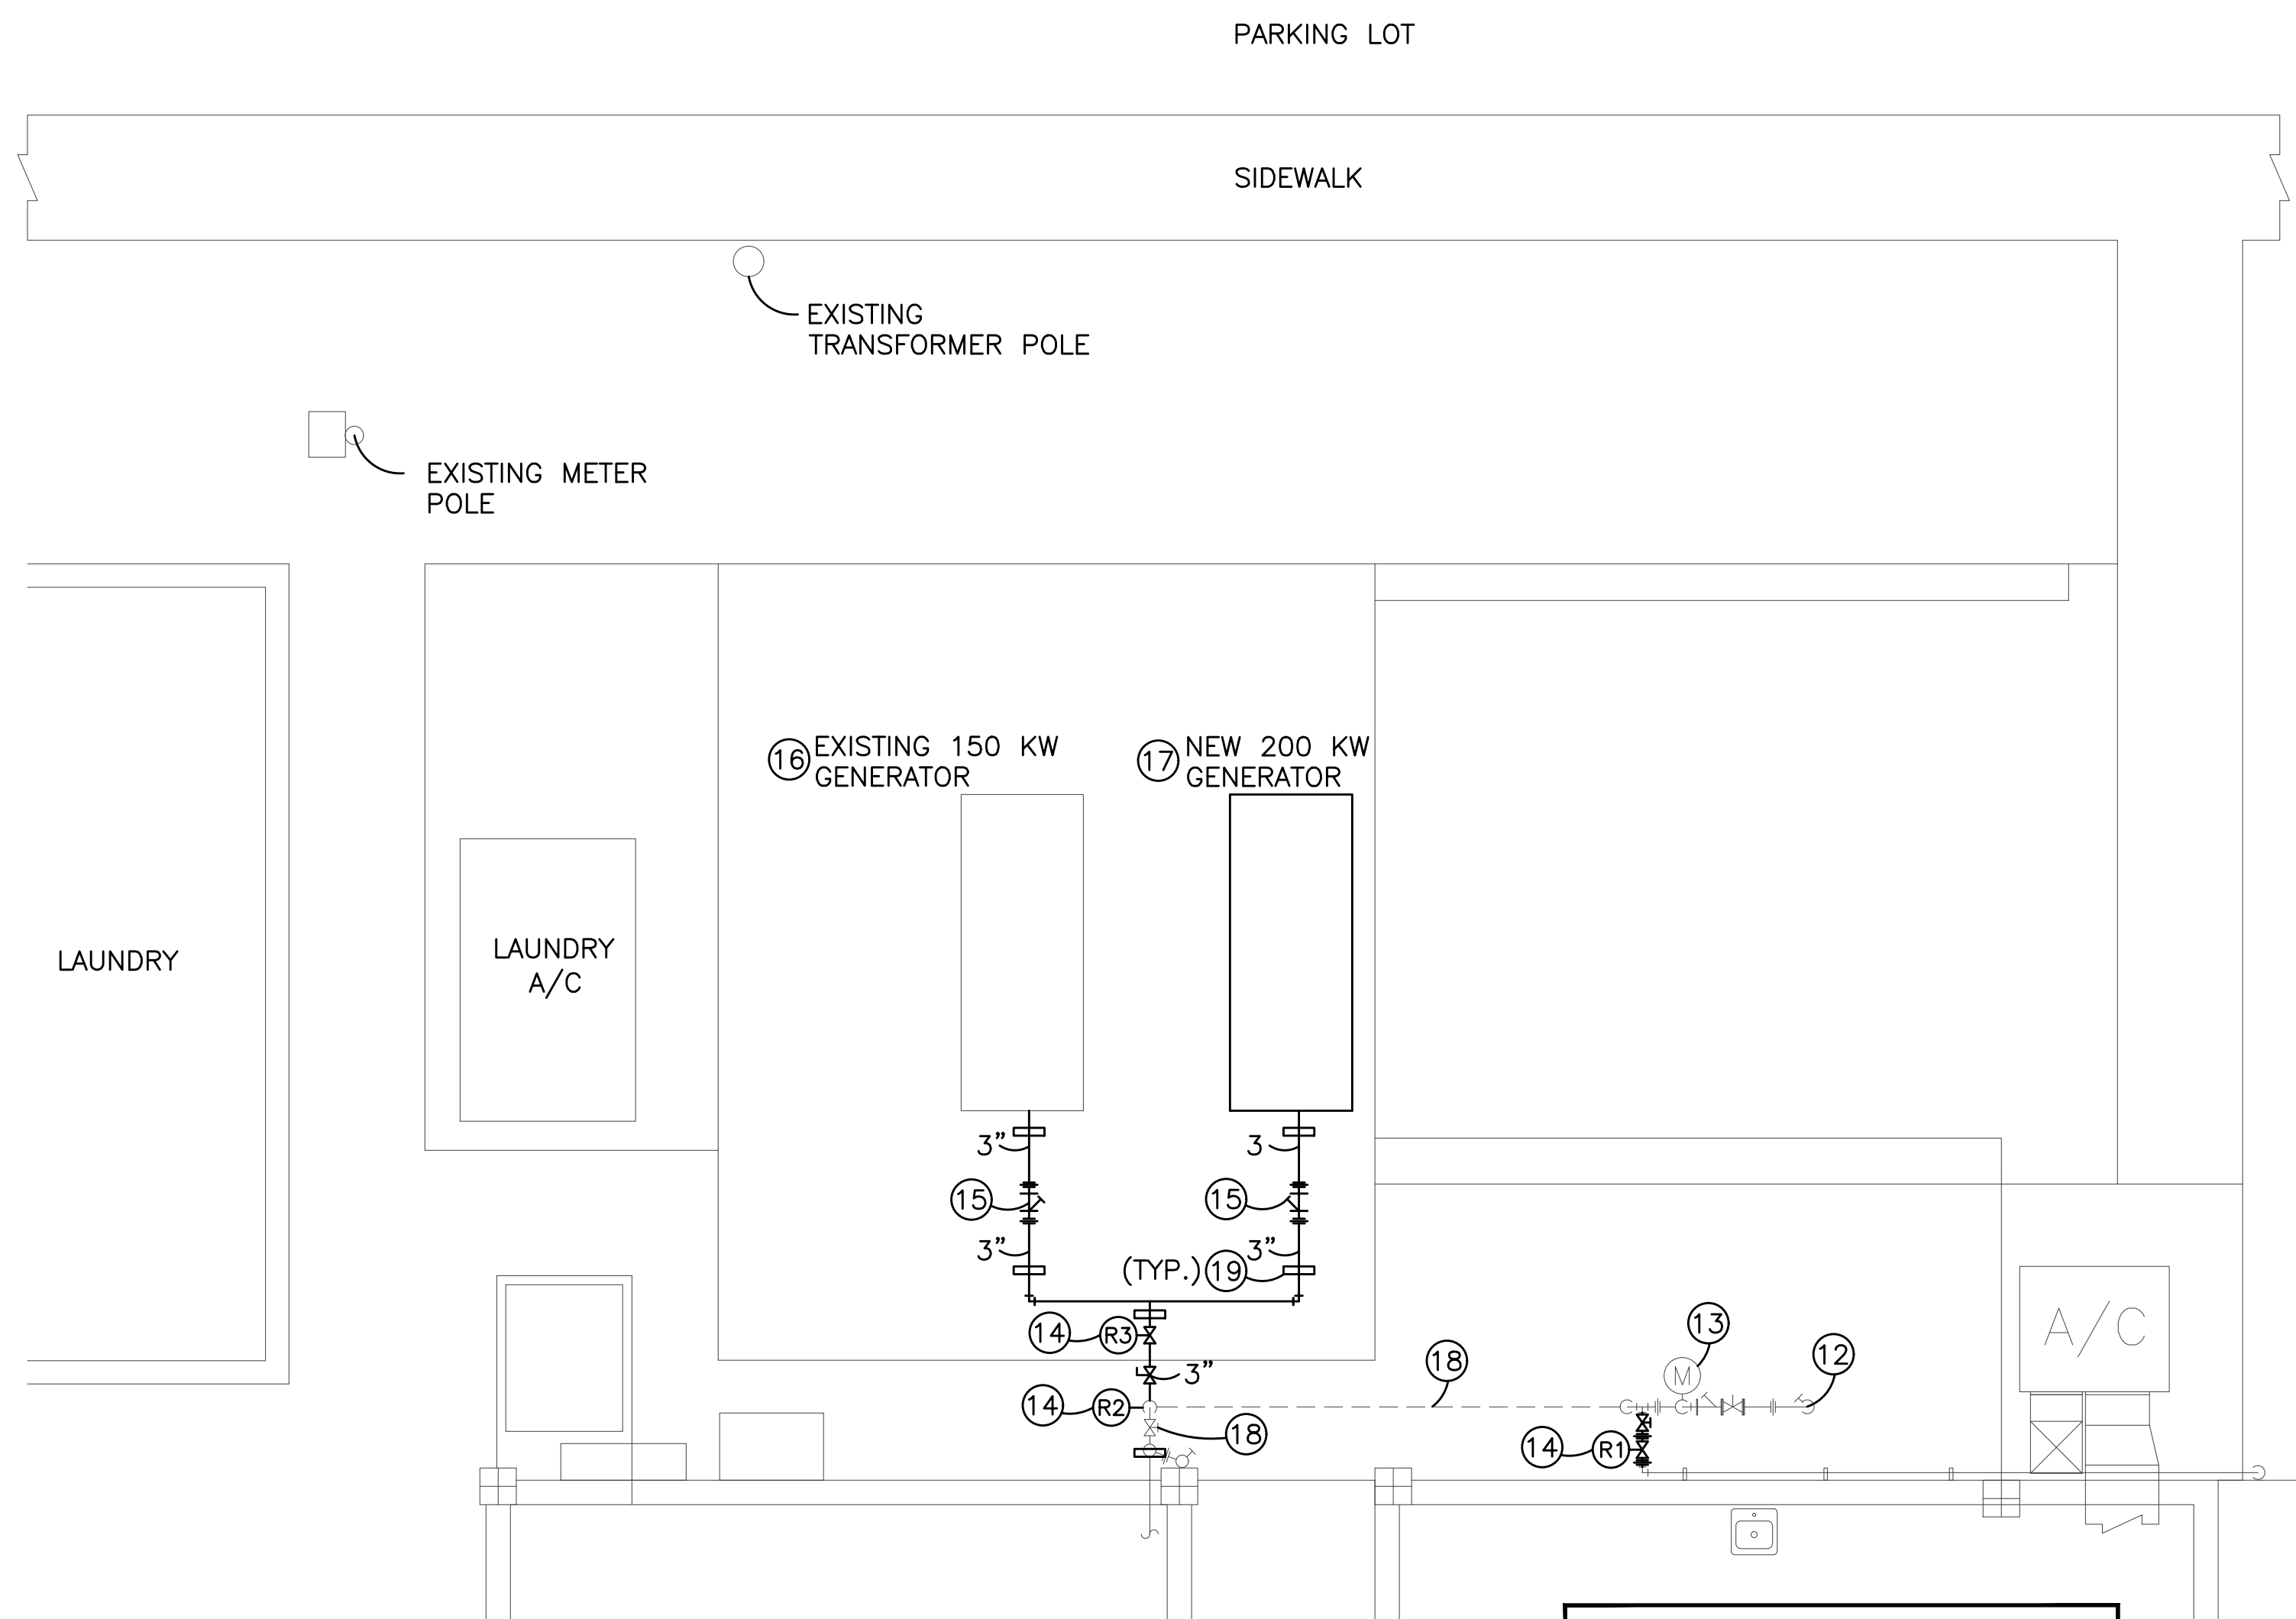 PARKING LOT
SIDEWALK
EXISTING
TRANSFORMER POLE
EXISTING METER
POLE
16 EXISTING 150 KW
GENERATOR
17 NEW 200 KW
GENERATOR
LAUNDRY
LAUNDRY
A/C
3"
3
15
15
3"
(TYP.) 19 3"
14 R3
3"
14 R2
18
18
13
M
12
14 R1
A/C